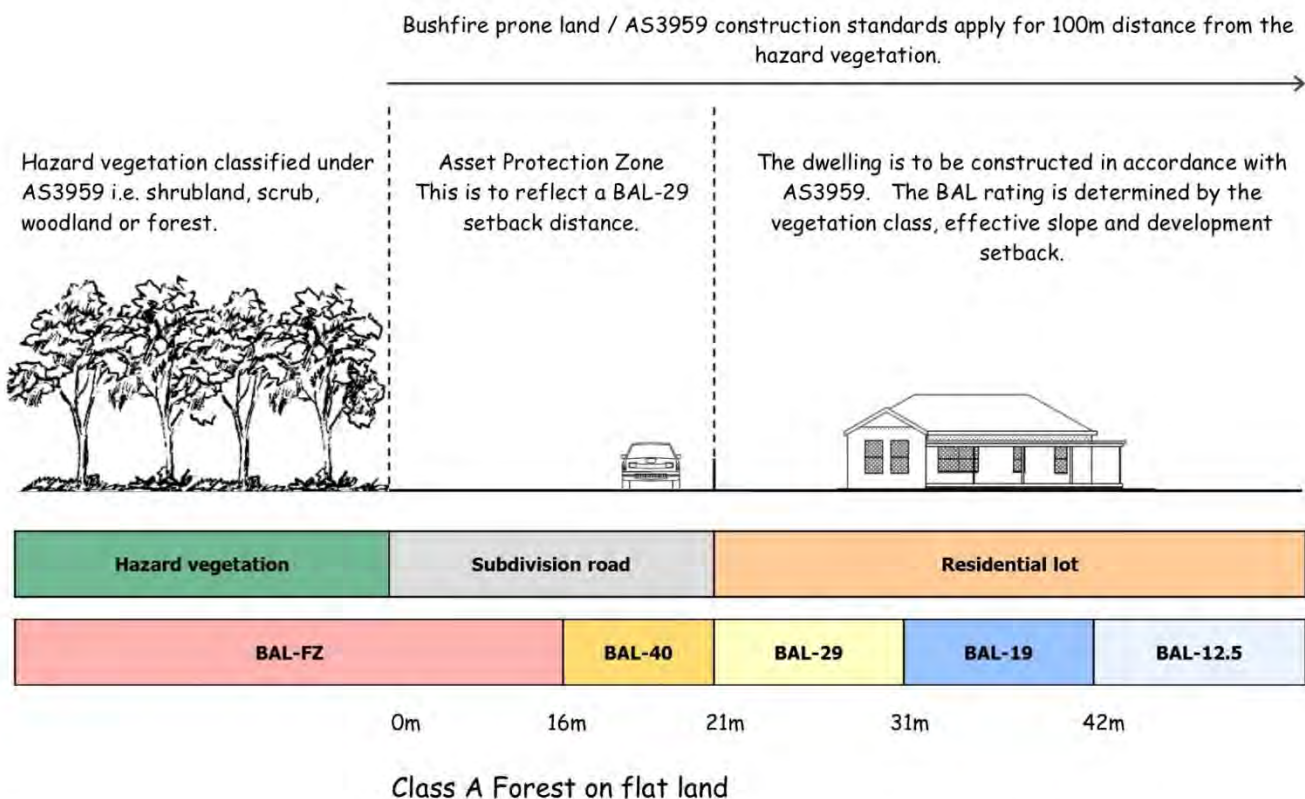 Bushfire prone land / AS3959 construction standards apply for 100m distance from the
hazard vegetation.
Hazard vegetation classified under
AS3959 i.e. shrubland, scrub,
woodland or forest.
Asset Protection Zone
This is to reflect a BAL-29
setback distance.
The dwelling is to be constructed in accordance with
AS3959. The BAL rating is determined by the
vegetation class, effective slope and development
setback.
Hazard vegetation
Subdivision road
Residential lot
BAL-FZ
BAL-40
BAL-29
BAL-19
BAL-12.5
0m
16m
21m
31m
42m
Class A Forest on flat land